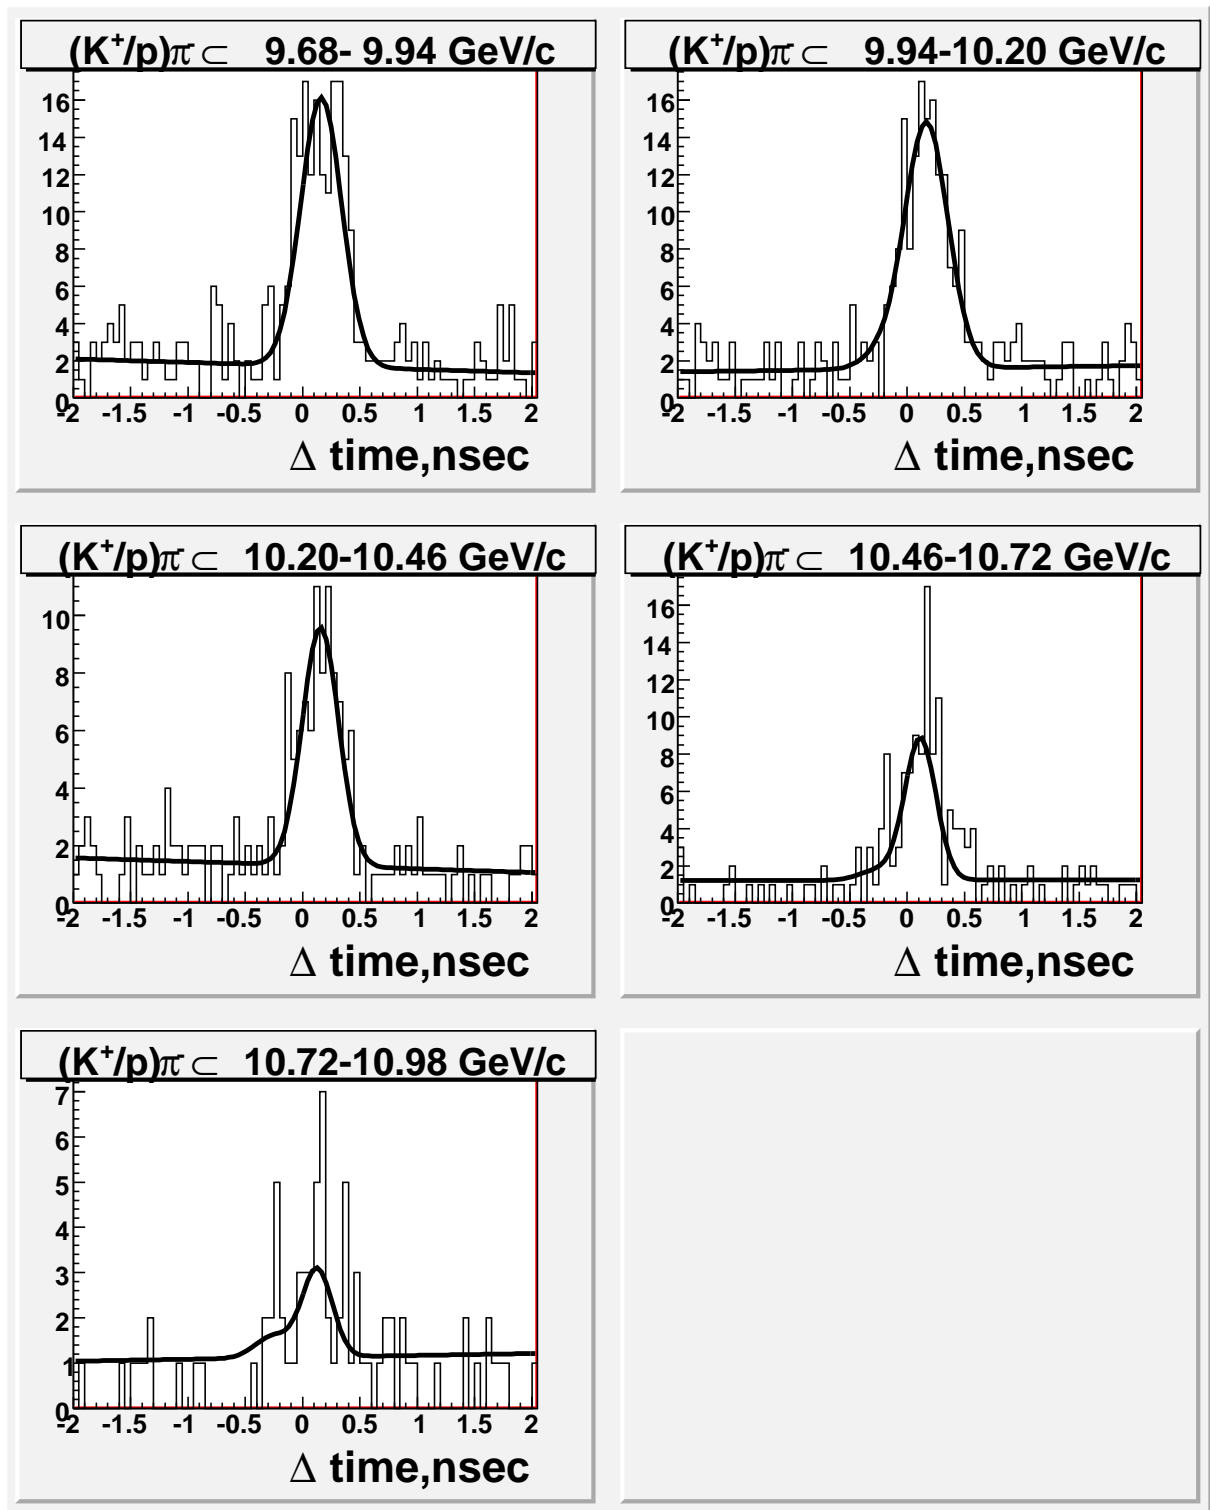 (K⁺/p)π⁻ ⊂ 9.68- 9.94 GeV/c
16
14
12
10
8
6
4
2
0
-2 -1.5 -1 -0.5 0 0.5 1 1.5 2
Δ time,nsec
(K⁺/p)π⁻ ⊂ 9.94-10.20 GeV/c
16
14
12
10
8
6
4
2
0
-2 -1.5 -1 -0.5 0 0.5 1 1.5 2
Δ time,nsec
(K⁺/p)π⁻ ⊂ 10.20-10.46 GeV/c
10
8
6
4
2
0
-2 -1.5 -1 -0.5 0 0.5 1 1.5 2
Δ time,nsec
(K⁺/p)π⁻ ⊂ 10.46-10.72 GeV/c
16
14
12
10
8
6
4
2
0
-2 -1.5 -1 -0.5 0 0.5 1 1.5 2
Δ time,nsec
(K⁺/p)π⁻ ⊂ 10.72-10.98 GeV/c
7
6
5
4
3
2
1
0
-2 -1.5 -1 -0.5 0 0.5 1 1.5 2
Δ time,nsec